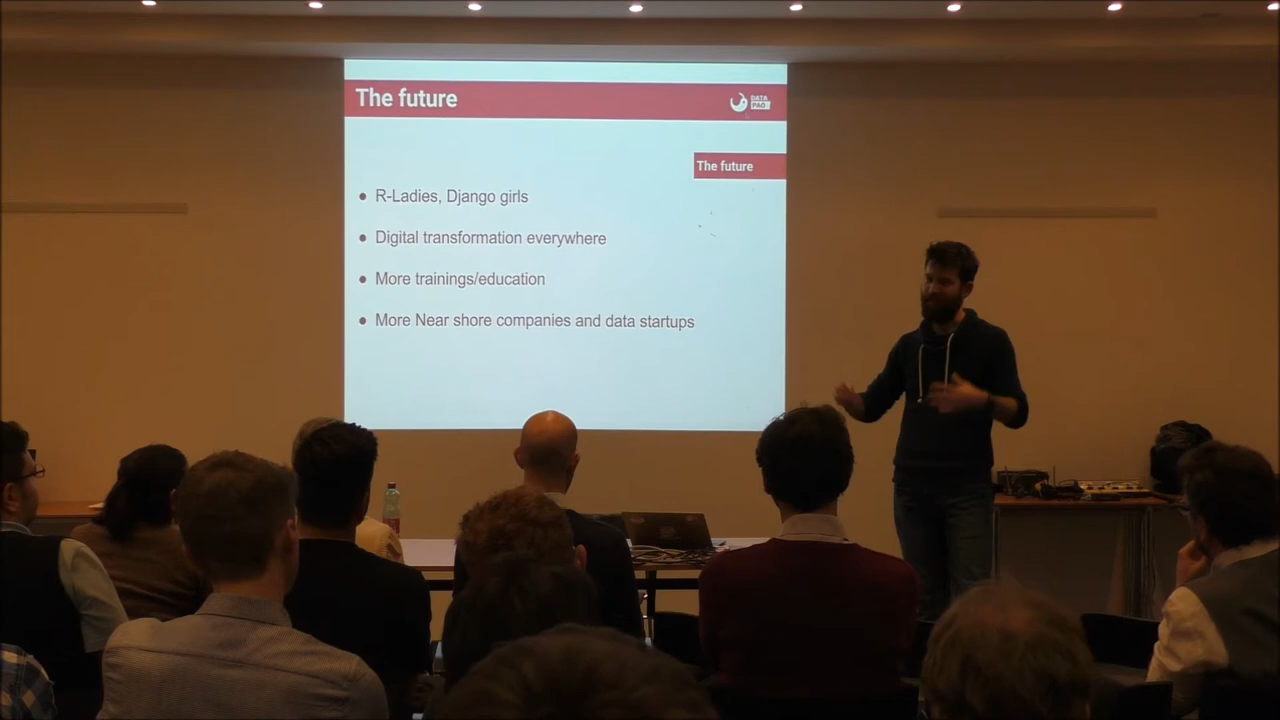 The future
DATA
PAO
The future
R-Ladies, Django girls
Digital transformation everywhere
More trainings/education
More Near shore companies and data startups